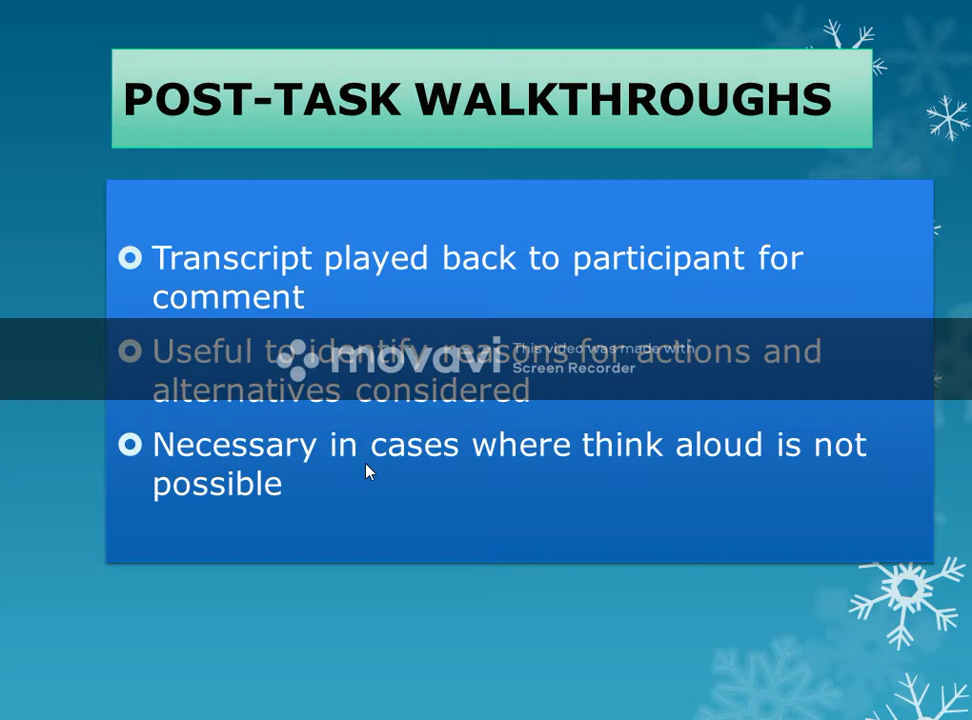 POST-TASK WALKTHROUGHS
Transcript played back to participant for
comment
Useful to identify reasons for actions and
alternatives considered
movavi
This video was made with
Screen Recorder
Necessary in cases where think aloud is not
possible